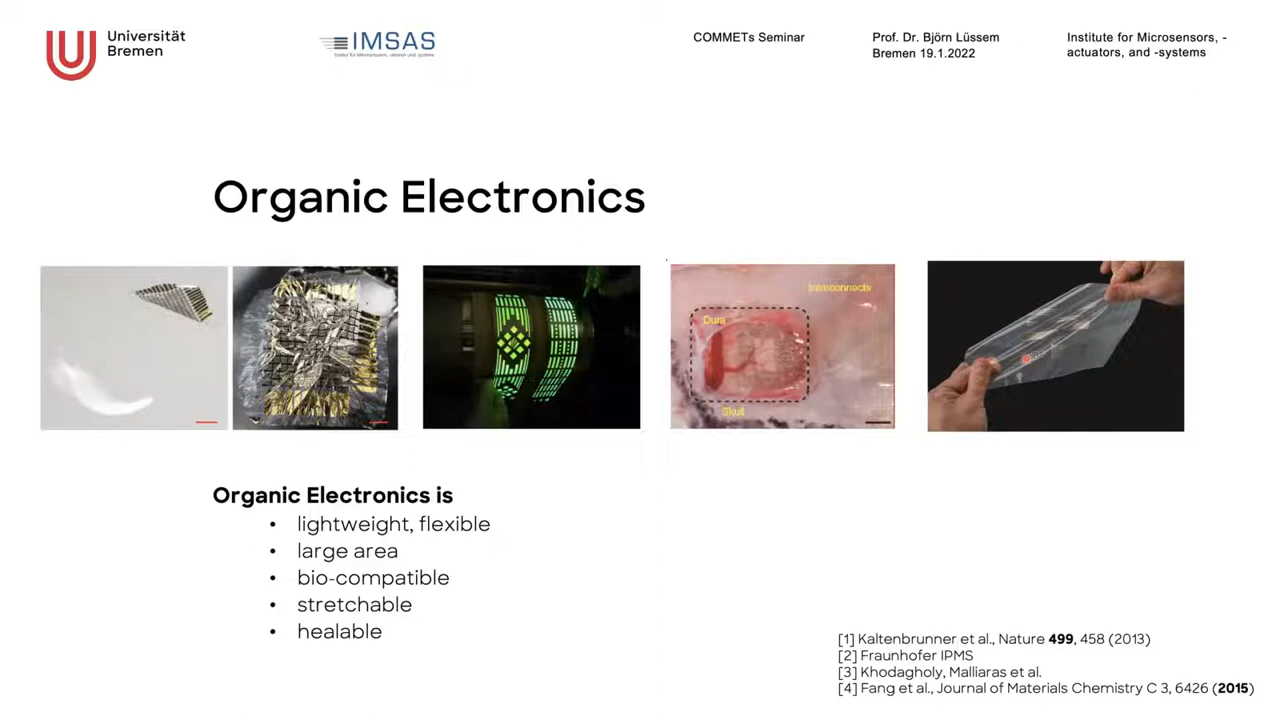 Universität
Bremen
IMSAS
COMMETs Seminar
Prof. Dr. Björn Lüssem
Bremen 19.1.2022
Institute for Microsensors, -
actuators, and -systems
Organic Electronics
Interconnects
Dura
Skull
Organic Electronics is
• lightweight, flexible
• large area
• bio-compatible
• stretchable
• healable
[1] Kaltenbrunner et al., Nature 499, 458 (2013)
[2] Fraunhofer IPMS
[3] Khodagholy, Malliaras et al.
[4] Fang et al., Journal of Materials Chemistry C 3, 6426 (2015)